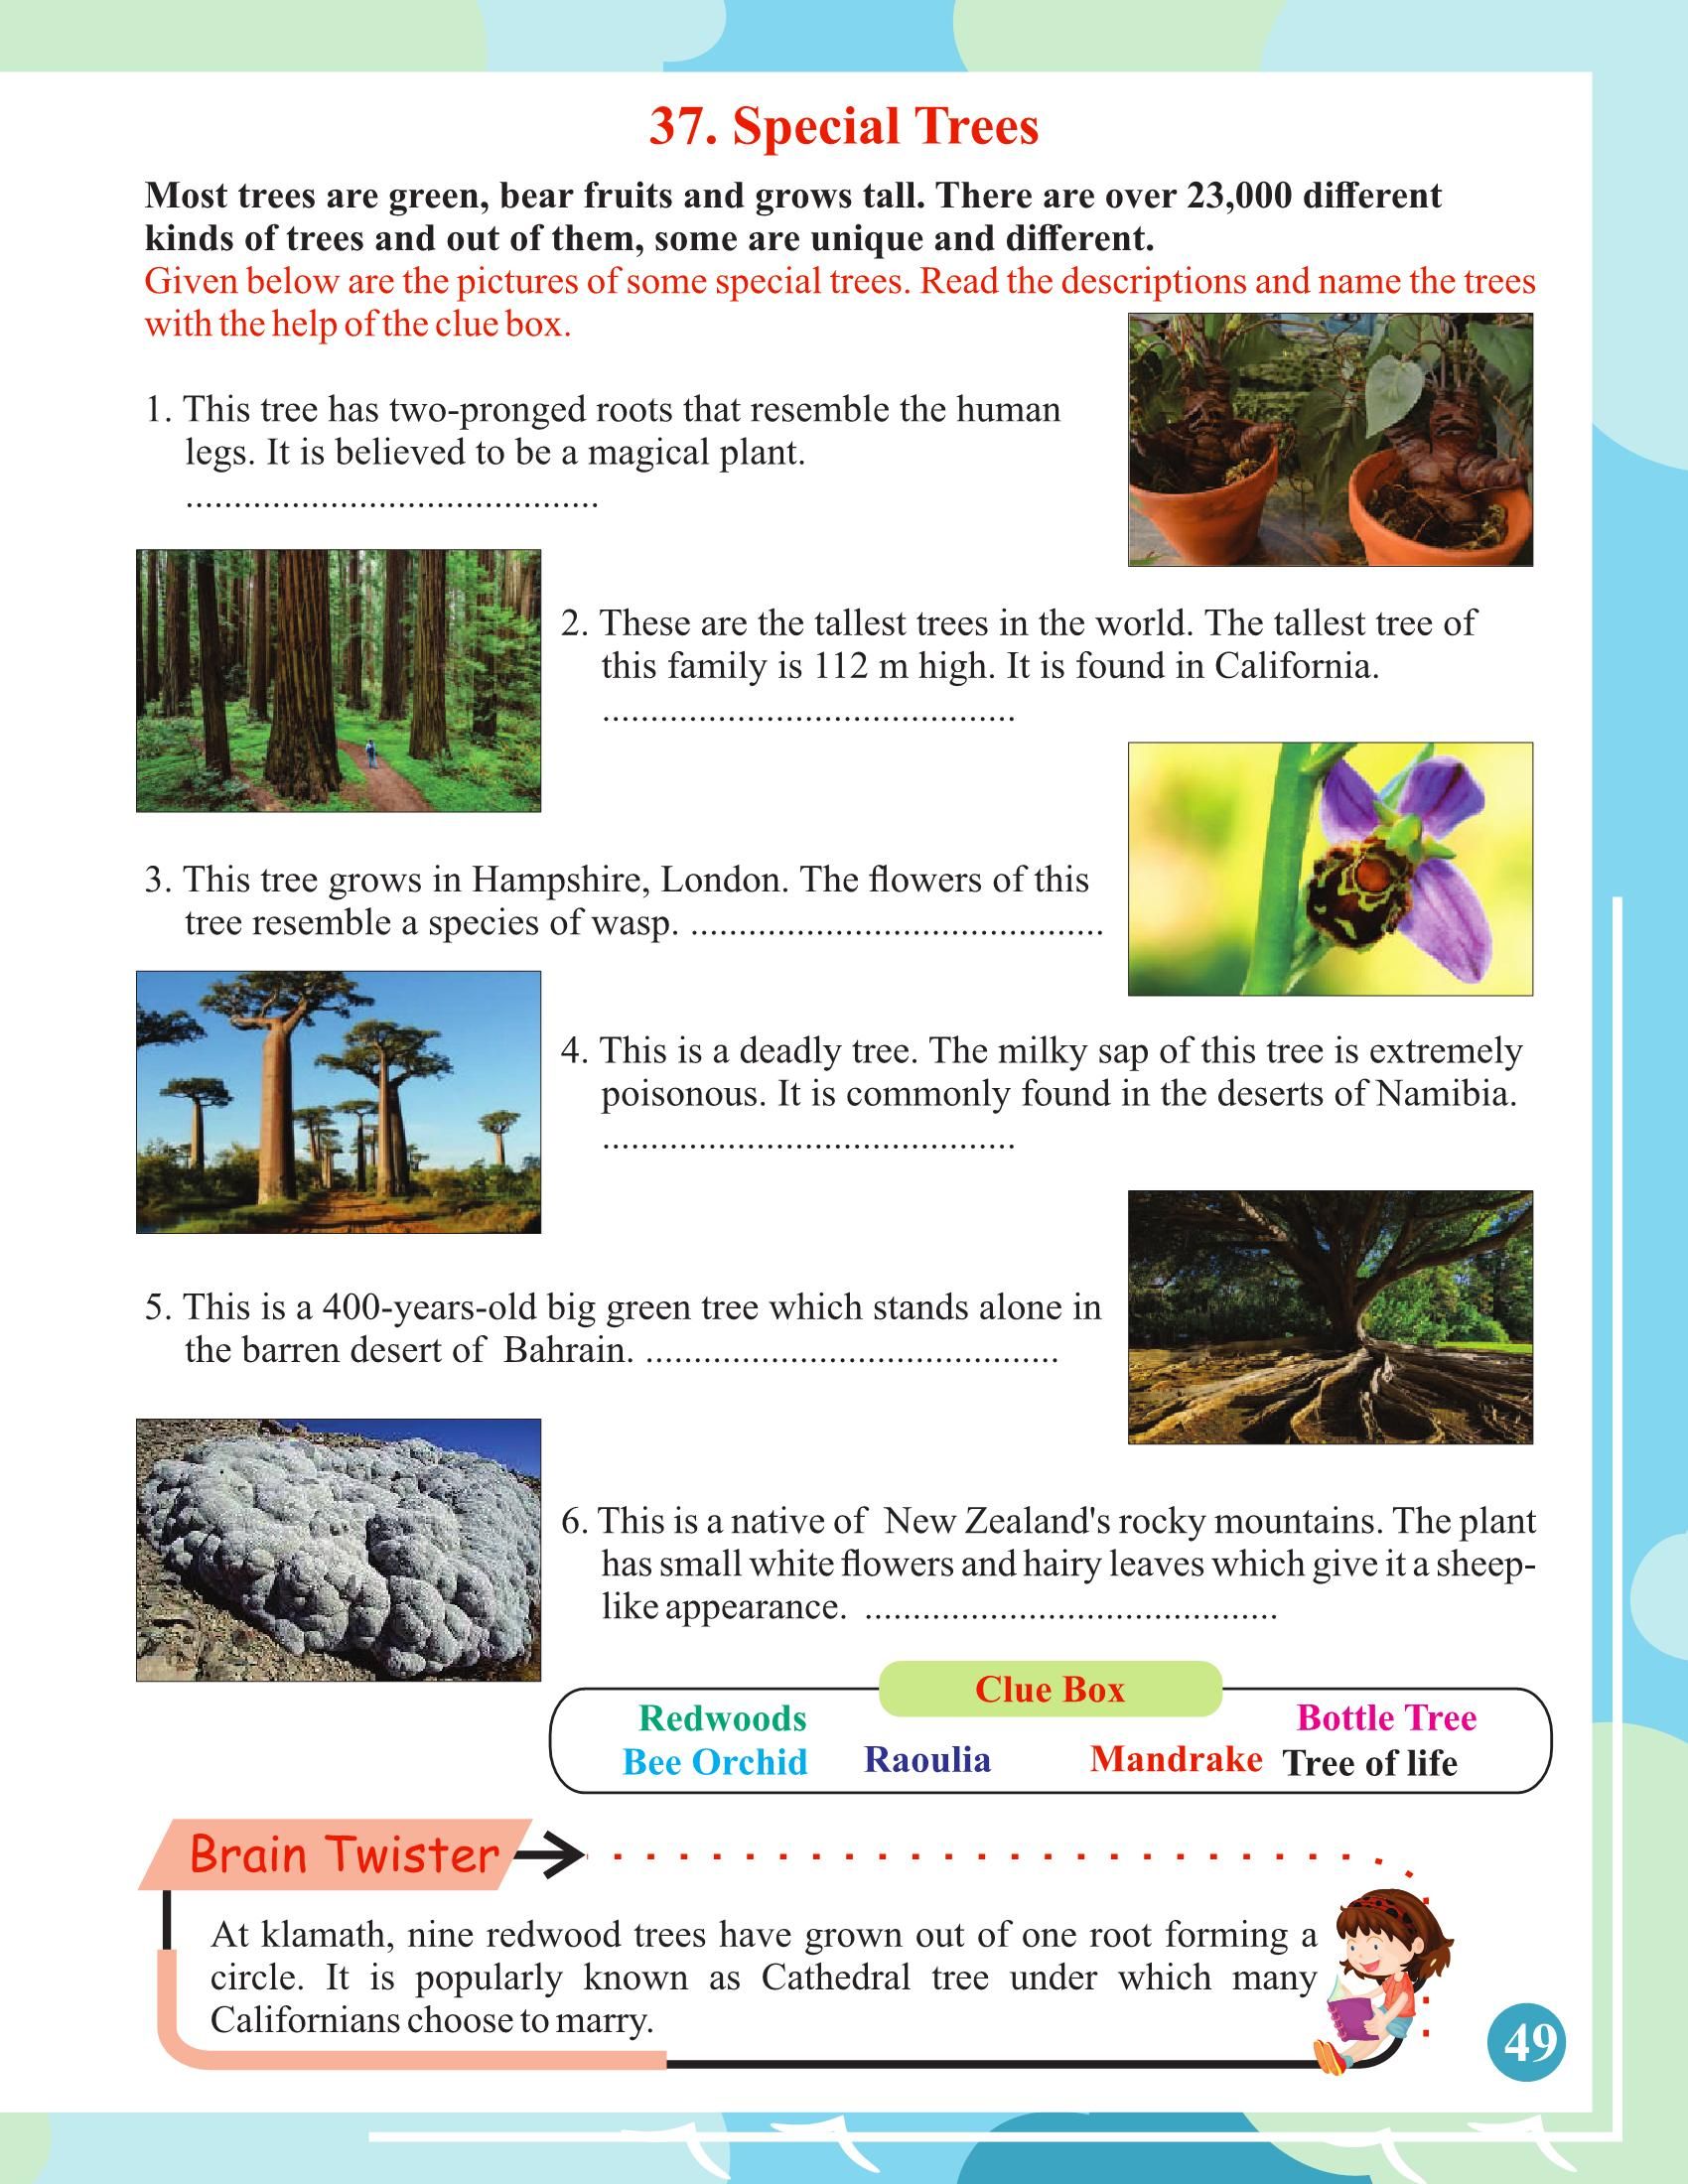 37. Special Trees
Most trees are green, bear fruits and grows tall. There are over 23,000 different
kinds of trees and out of them, some are unique and different.
Given below are the pictures of some special trees. Read the descriptions and name the trees
with the help of the clue box.
1. This tree has two-pronged roots that resemble the human
legs. It is believed to be a magical plant.
...........................................
2. These are the tallest trees in the world. The tallest tree of
this family is 112 m high. It is found in California.
...........................................
3. This tree grows in Hampshire, London. The flowers of this
tree resemble a species of wasp. ...........................................
4. This is a deadly tree. The milky sap of this tree is extremely
poisonous. It is commonly found in the deserts of Namibia.
...........................................
5. This is a 400-years-old big green tree which stands alone in
the barren desert of Bahrain. ...........................................
6. This is a native of New Zealand's rocky mountains. The plant
has small white flowers and hairy leaves which give it a sheep-
like appearance. ...........................................
Clue Box
Redwoods Bottle Tree
Bee Orchid Raoulia Mandrake Tree of life
Brain Twister
At klamath, nine redwood trees have grown out of one root forming a
circle. It is popularly known as Cathedral tree under which many
Californians choose to marry.
49